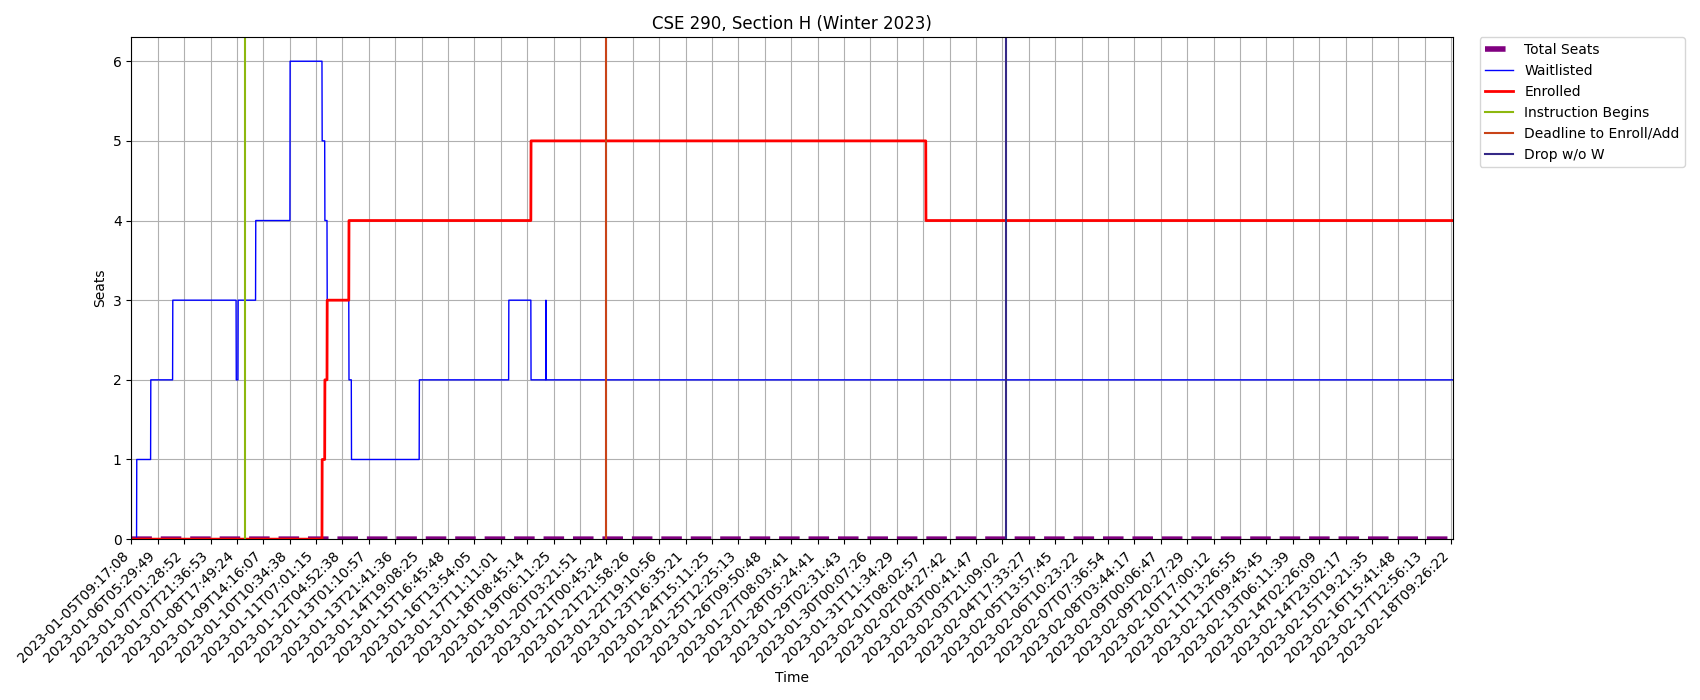 CSE 290, Section H (Winter 2023)
Total Seats
Waitlisted
Enrolled
Instruction Begins
Deadline to Enroll/Add
Drop w/o W
Seats
6
5
4
3
2
1
0
2023-01-05T09:17:08
2023-01-06T05:29:49
2023-01-07T01:28:52
2023-01-07T21:36:53
2023-01-08T17:49:24
2023-01-09T14:16:07
2023-01-10T10:34:38
2023-01-11T07:01:15
2023-01-12T04:52:38
2023-01-13T01:10:57
2023-01-13T21:41:36
2023-01-14T19:08:25
2023-01-15T16:45:48
2023-01-16T13:54:05
2023-01-17T11:11:01
2023-01-18T08:45:14
2023-01-19T06:11:25
2023-01-20T03:21:51
2023-01-21T00:45:24
2023-01-21T21:58:26
2023-01-22T19:10:56
2023-01-23T16:35:21
2023-01-24T15:11:25
2023-01-25T12:25:13
2023-01-26T09:50:48
2023-01-27T08:03:41
2023-01-28T05:24:41
2023-01-29T02:31:43
2023-01-30T00:07:26
2023-01-31T11:34:29
2023-02-01T08:02:57
2023-02-02T04:27:42
2023-02-03T00:41:47
2023-02-03T21:09:02
2023-02-04T17:33:27
2023-02-05T13:57:45
2023-02-06T10:23:22
2023-02-07T07:36:54
2023-02-08T03:44:17
2023-02-09T00:06:47
2023-02-09T20:27:29
2023-02-10T17:00:12
2023-02-11T13:26:55
2023-02-12T09:45:45
2023-02-13T06:11:39
2023-02-14T02:26:09
2023-02-14T23:02:17
2023-02-15T19:21:35
2023-02-16T15:41:48
2023-02-17T12:56:13
2023-02-18T09:26:22
Time